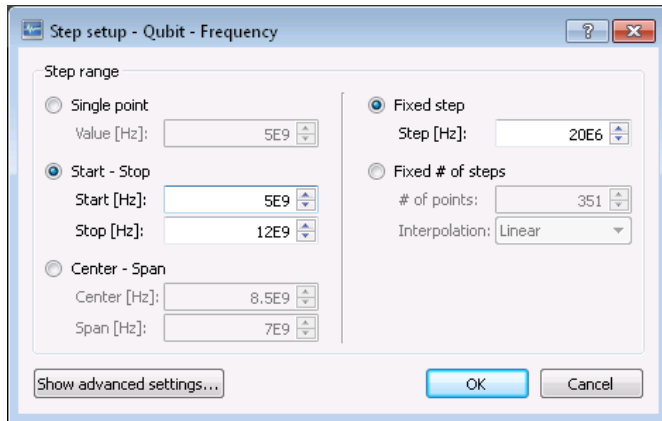 Step setup - Qubit - Frequency
Step range
Single point
Value [Hz]: 5E9
Start - Stop
Start [Hz]: 5E9
Stop [Hz]: 12E9
Center - Span
Center [Hz]: 8.5E9
Span [Hz]: 7E9
Fixed step
Step [Hz]: 20E6
Fixed # of steps
# of points: 351
Interpolation: Linear
Show advanced settings...
OK
Cancel